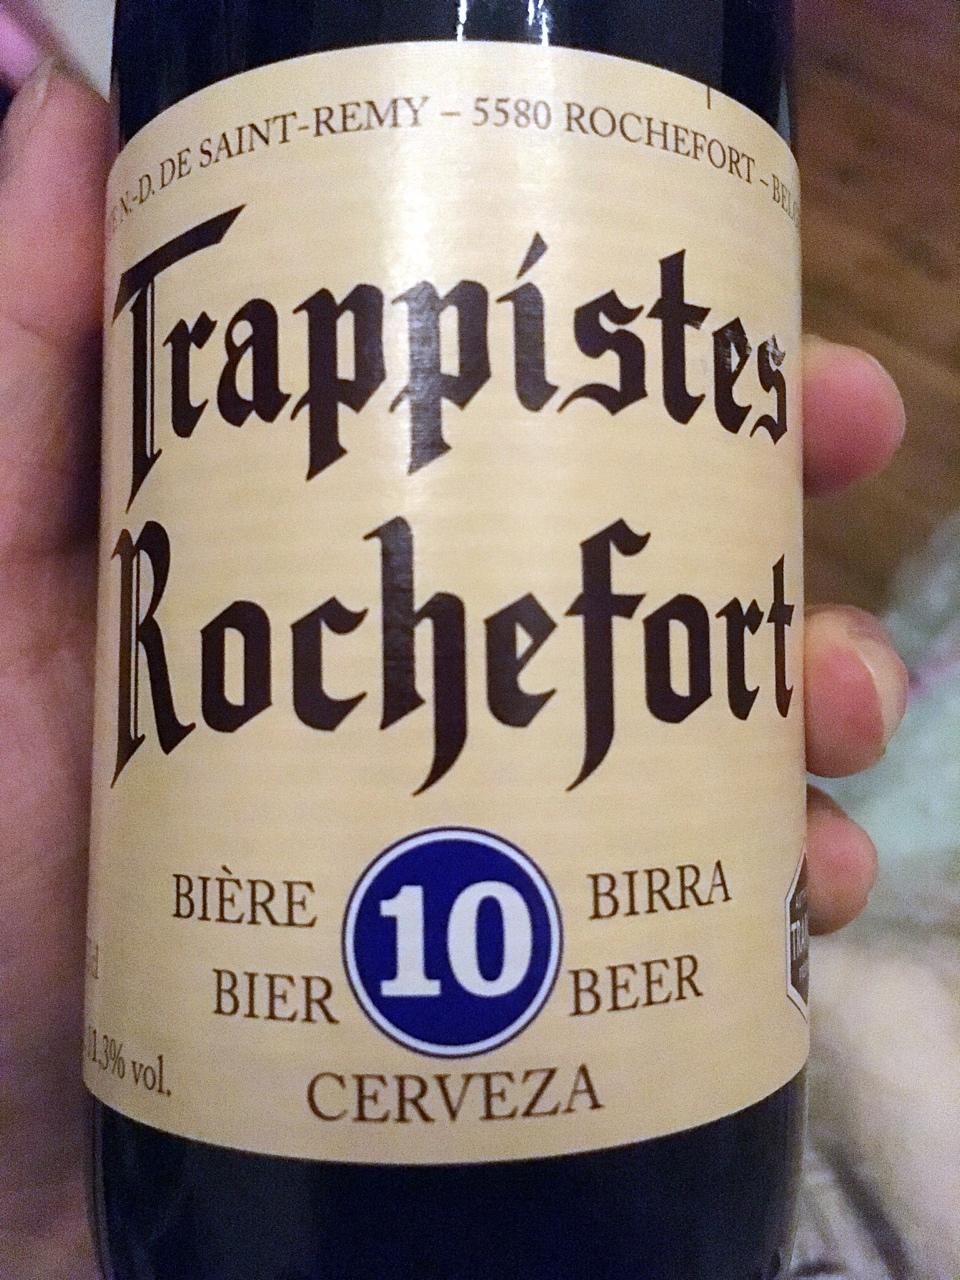 N.-D. DE SAINT-REMY – 5580 ROCHEFORT –
Trappistes
Rochefort
BIÈRE 10 BIRRA
BIER BEER
CERVEZA
11,3% vol.